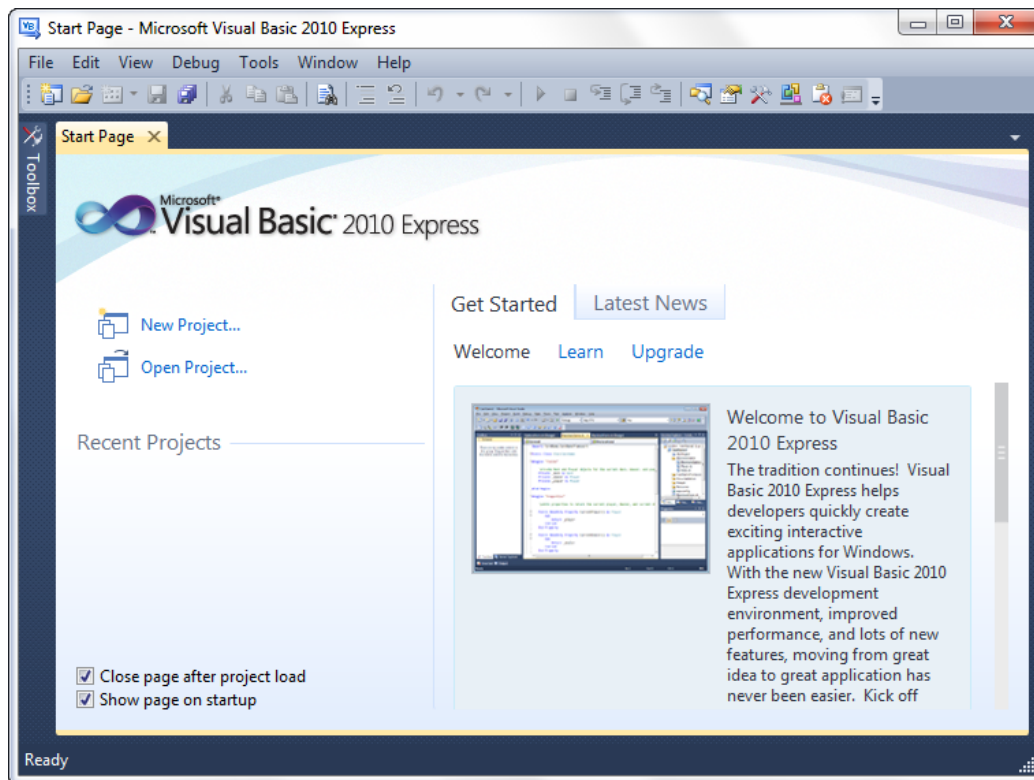 Start Page - Microsoft Visual Basic 2010 Express
File Edit View Debug Tools Window Help
Toolbox
Start Page
Microsoft®
Visual Basic® 2010 Express
New Project...
Open Project...
Recent Projects
Close page after project load
Show page on startup
Get Started
Latest News
Welcome
Learn
Upgrade
Welcome to Visual Basic
2010 Express
The tradition continues! Visual
Basic 2010 Express helps
developers quickly create
exciting interactive
applications for Windows.
With the new Visual Basic 2010
Express development
environment, improved
performance, and lots of new
features, moving from great
idea to great application has
never been easier. Kick off
Ready